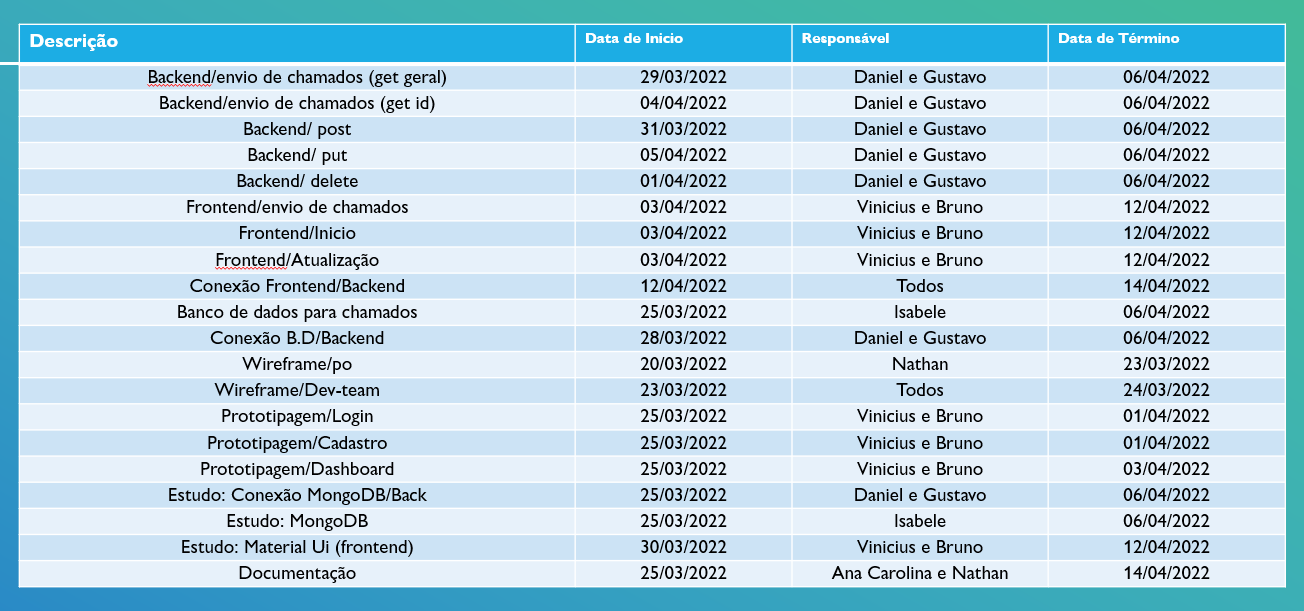 Descrição Data de Inicio Responsável Data de Término
Backend/envio de chamados (get geral) 29/03/2022 Daniel e Gustavo 06/04/2022
Backend/envio de chamados (get id) 04/04/2022 Daniel e Gustavo 06/04/2022
Backend/ post 31/03/2022 Daniel e Gustavo 06/04/2022
Backend/ put 05/04/2022 Daniel e Gustavo 06/04/2022
Backend/ delete 01/04/2022 Daniel e Gustavo 06/04/2022
Frontend/envio de chamados 03/04/2022 Vinicius e Bruno 12/04/2022
Frontend/Inicio 03/04/2022 Vinicius e Bruno 12/04/2022
Frontend/Atualização 03/04/2022 Vinicius e Bruno 12/04/2022
Conexão Frontend/Backend 12/04/2022 Todos 14/04/2022
Banco de dados para chamados 25/03/2022 Isabele 06/04/2022
Conexão B.D/Backend 28/03/2022 Daniel e Gustavo 06/04/2022
Wireframe/po 20/03/2022 Nathan 23/03/2022
Wireframe/Dev-team 23/03/2022 Todos 24/03/2022
Prototipagem/Login 25/03/2022 Vinicius e Bruno 01/04/2022
Prototipagem/Cadastro 25/03/2022 Vinicius e Bruno 01/04/2022
Prototipagem/Dashboard 25/03/2022 Vinicius e Bruno 03/04/2022
Estudo: Conexão MongoDB/Back 25/03/2022 Daniel e Gustavo 06/04/2022
Estudo: MongoDB 25/03/2022 Isabele 06/04/2022
Estudo: Material Ui (frontend) 30/03/2022 Vinicius e Bruno 12/04/2022
Documentação 25/03/2022 Ana Carolina e Nathan 14/04/2022